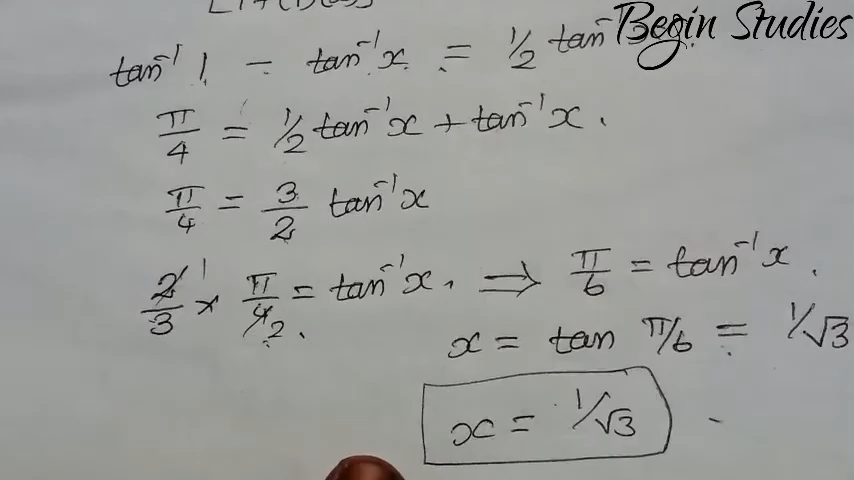 Begin Studies
tan⁻¹ 1 − tan⁻¹x = 1/2 tan⁻
π/4 = 1/2 tan⁻¹x + tan⁻¹x.
π/4 = 3/2 tan⁻¹x
2/3 × π/4 = tan⁻¹x, ⇒ π/6 = tan⁻¹x.
1 2.
x = tan π/6 = 1/√3
x = 1/√3